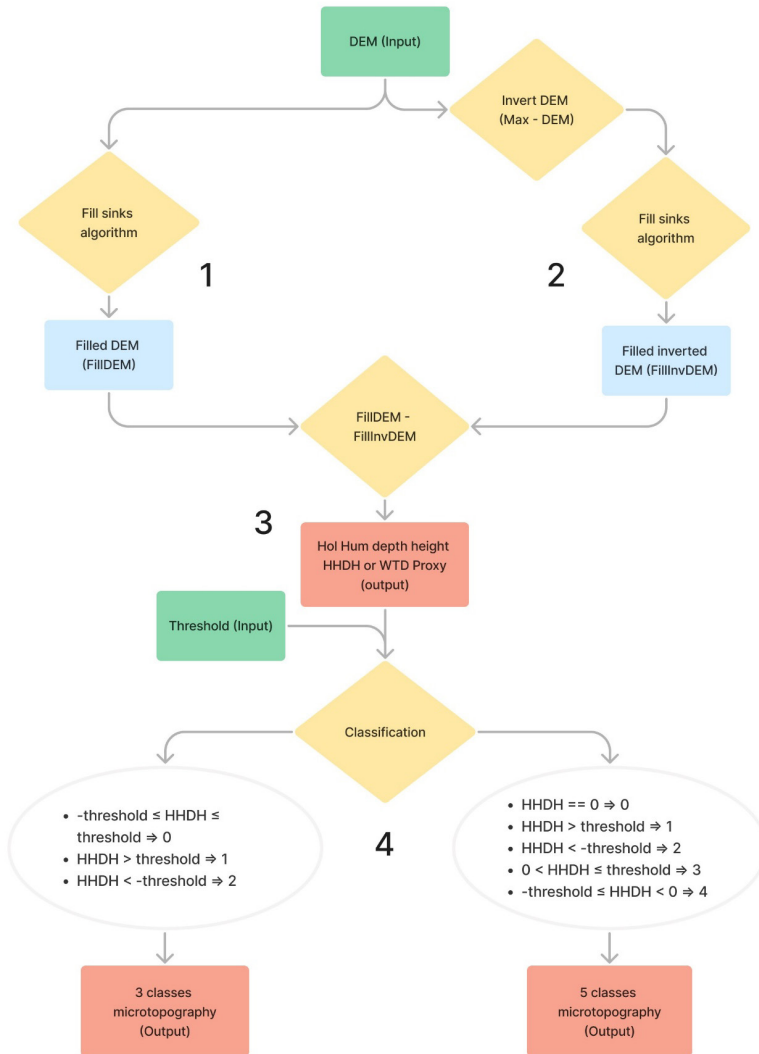 DEM (Input)
Invert DEM
(Max - DEM)
Fill sinks
algorithm
Fill sinks
algorithm
1
2
Filled DEM
(FillDEM)
Filled inverted
DEM (FillInvDEM)
FillDEM -
FillInvDEM
3
Hol Hum depth height
HHDH or WTD Proxy
(output)
Threshold (Input)
Classification
• -threshold ≤ HHDH ≤
threshold ⇒ 0
• HHDH > threshold ⇒ 1
• HHDH < -threshold ⇒ 2
4
• HHDH == 0 ⇒ 0
• HHDH > threshold ⇒ 1
• HHDH < -threshold ⇒ 2
• 0 < HHDH ≤ threshold ⇒ 3
• -threshold ≤ HHDH < 0 ⇒ 4
3 classes
microtopography
(Output)
5 classes
microtopography
(Output)